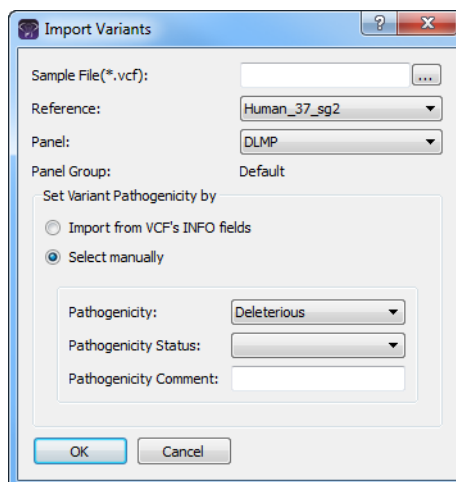 Import Variants
?
X
Sample File(*.vcf):
...
Reference: Human_37_sg2
Panel: DLMP
Panel Group: Default
Set Variant Pathogenicity by
Import from VCF's INFO fields
Select manually
Pathogenicity: Deleterious
Pathogenicity Status:
Pathogenicity Comment:
OK Cancel